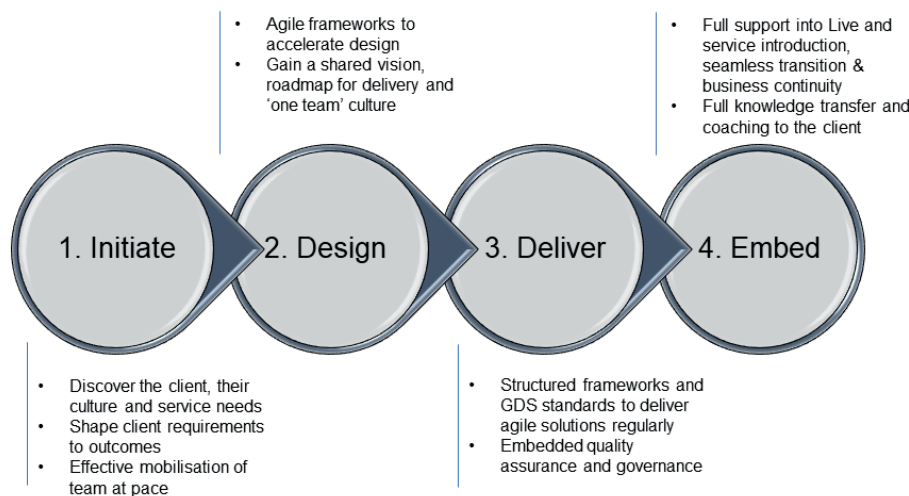 • Agile frameworks to
accelerate design
• Gain a shared vision,
roadmap for delivery and
‘one team’ culture
• Full support into Live and
service introduction,
seamless transition &
business continuity
• Full knowledge transfer and
coaching to the client
1. Initiate
2. Design
3. Deliver
4. Embed
• Discover the client, their
culture and service needs
• Shape client requirements
to outcomes
• Effective mobilisation of
team at pace
• Structured frameworks and
GDS standards to deliver
agile solutions regularly
• Embedded quality
assurance and governance